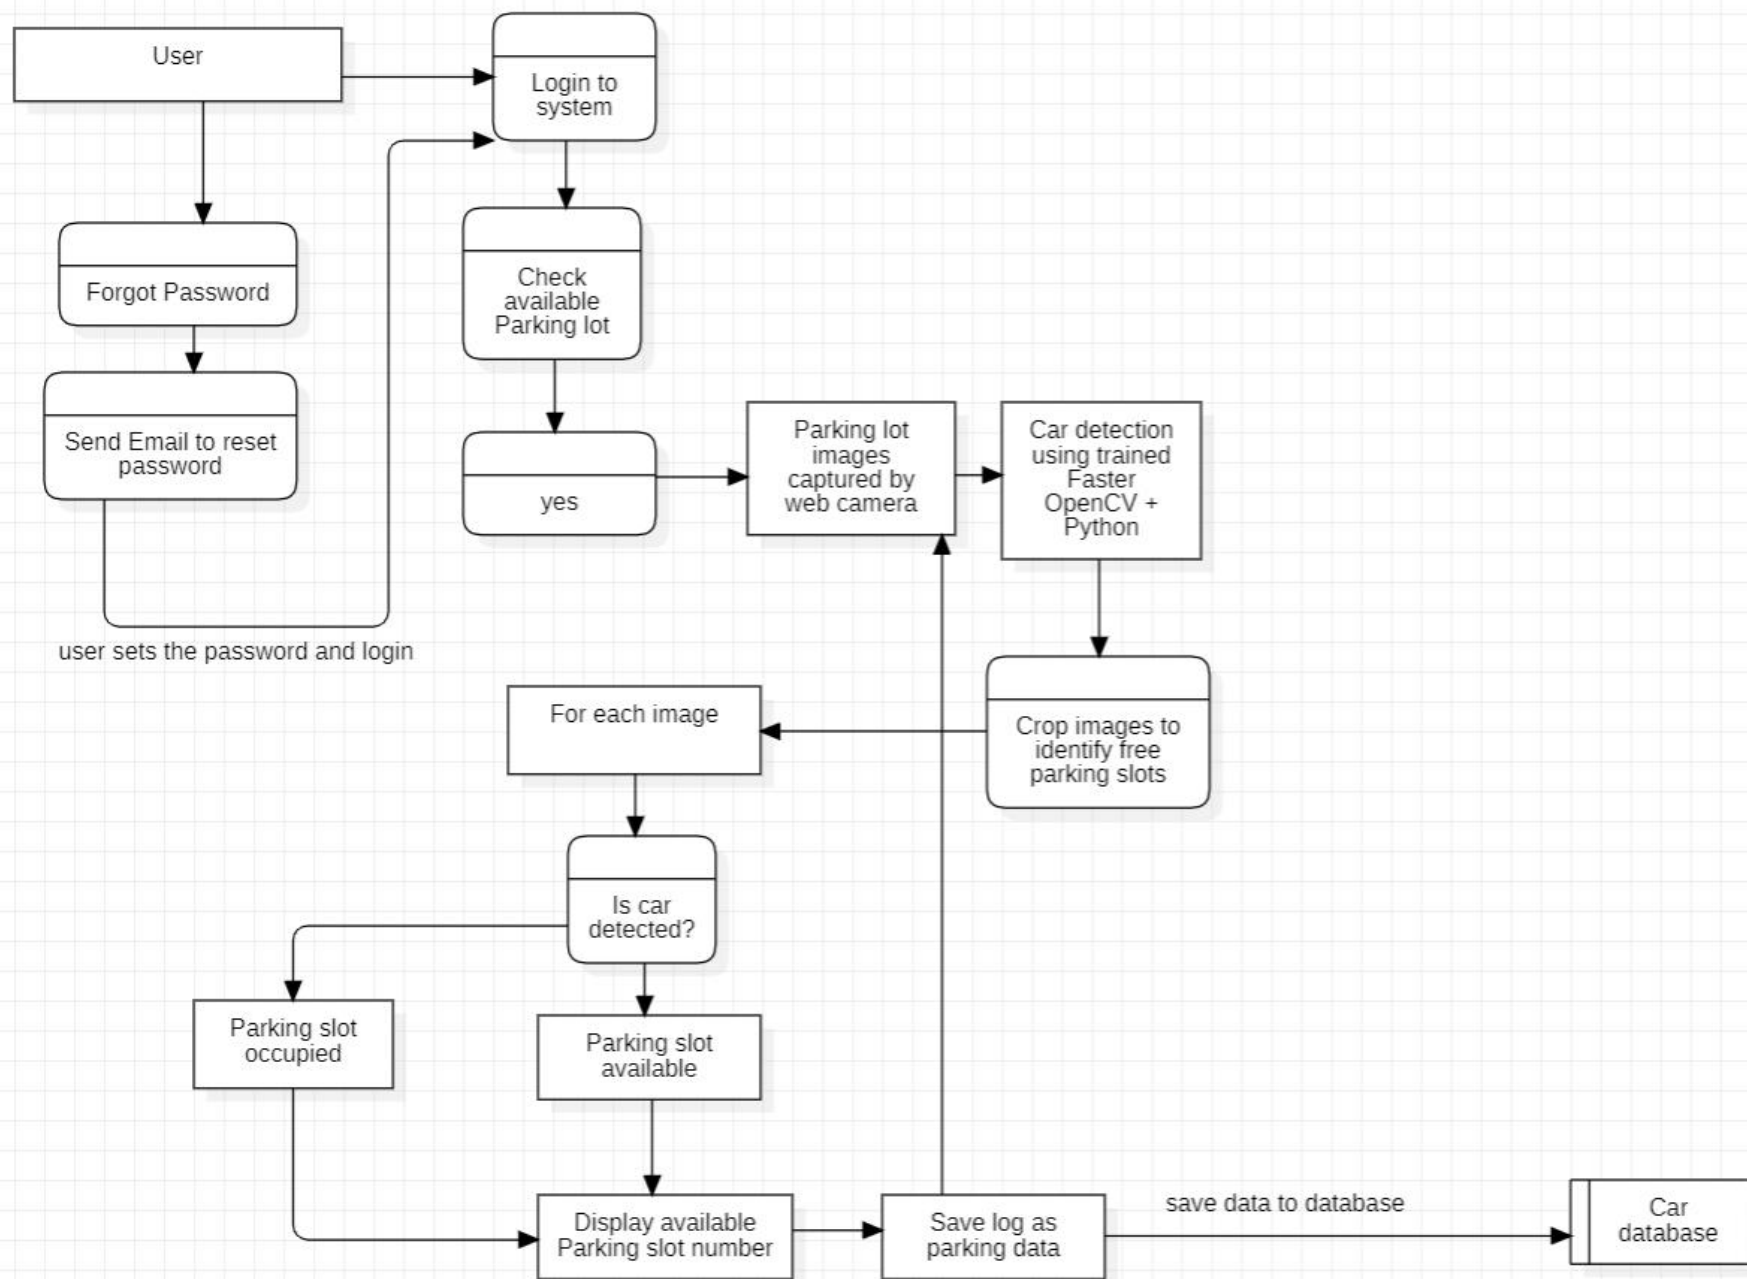 User
Login to
system
Forgot Password
Check
available
Parking lot
Send Email to reset
password
yes
Parking lot
images
captured by
web camera
Car detection
using trained
Faster
OpenCV +
Python
user sets the password and login
For each image
Crop images to
identify free
parking slots
Is car
detected?
Parking slot
occupied
Parking slot
available
Display available
Parking slot number
Save log as
parking data
save data to database
Car
database